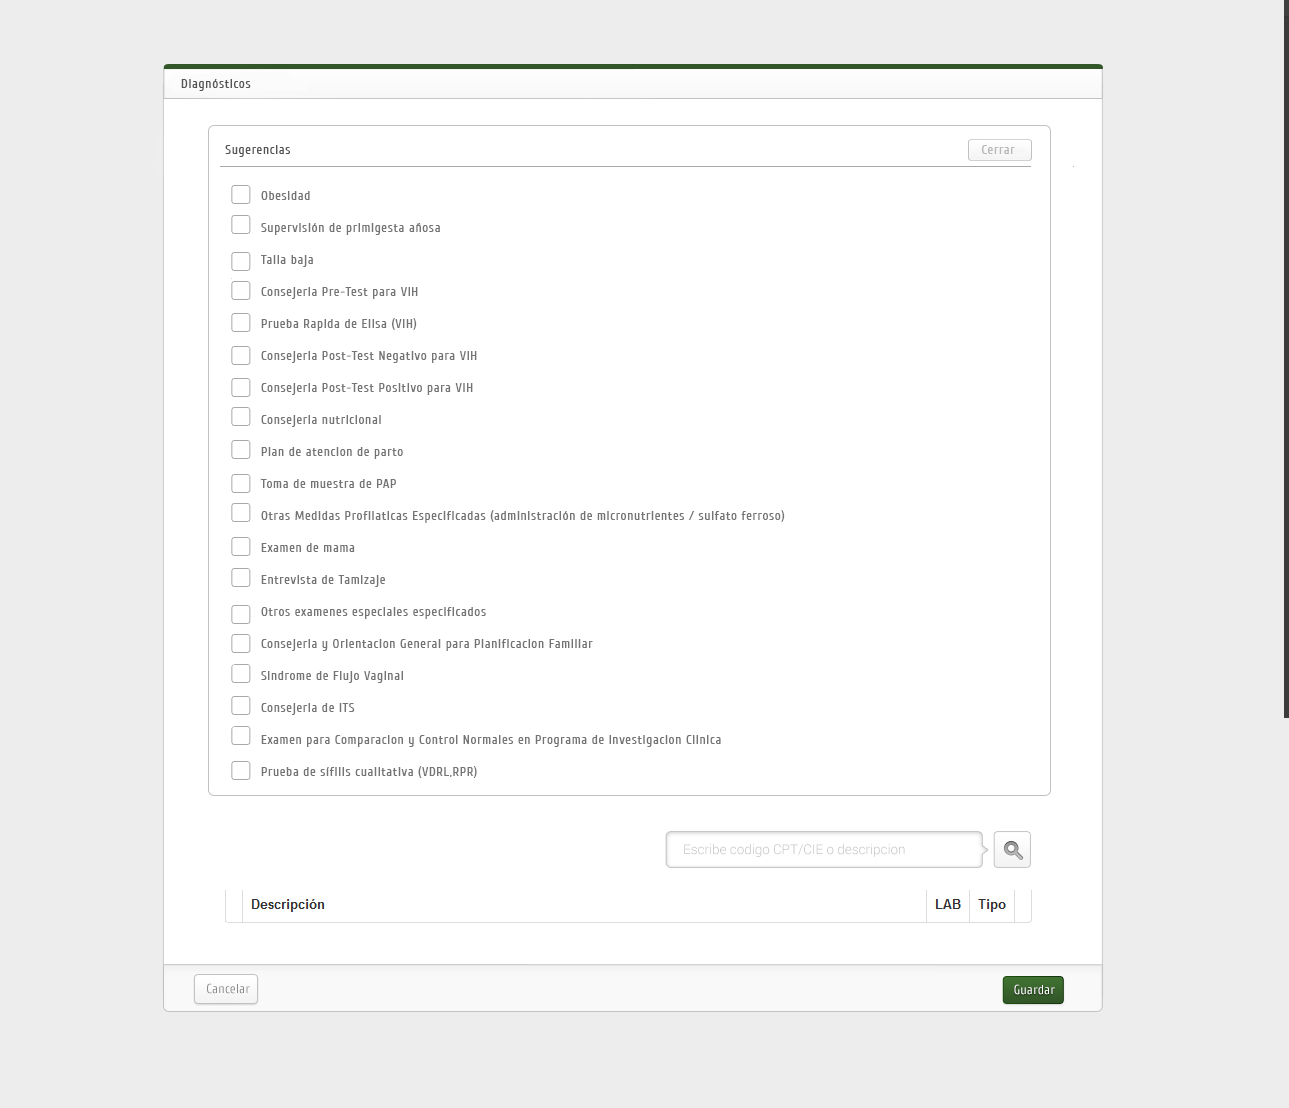 Diagnósticos
Sugerencias
Cerrar
Obesidad
Supervisión de primigesta añosa
Talla baja
Consejeria Pre-Test para VIH
Prueba Rapida de Elisa (VIH)
Consejeria Post-Test Negativo para VIH
Consejeria Post-Test Positivo para VIH
Consejeria nutricional
Plan de atencion de parto
Toma de muestra de PAP
Otras Medidas Profilaticas Especificadas (administración de micronutrientes / sulfato ferroso)
Examen de mama
Entrevista de Tamizaje
Otros examenes especiales especificados
Consejeria y Orientacion General para Planificacion Familiar
Sindrome de Flujo Vaginal
Consejeria de ITS
Examen para Comparacion y Control Normales en Programa de Investigacion Clinica
Prueba de sífilis cualitativa (VDRL,RPR)
Escribe codigo CPT/CIE o descripcion
Descripción LAB Tipo
Cancelar
Guardar